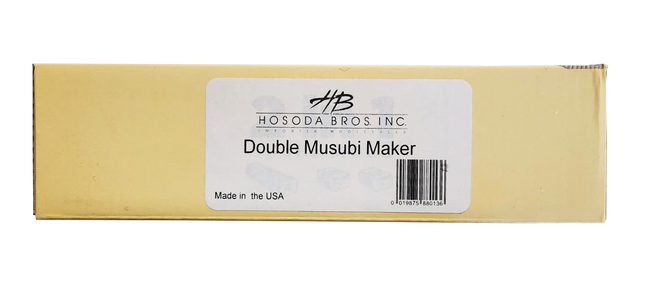 HB
HOSODA BROS. INC.
Double Musubi Maker
Made in the USA
0 019875 880136